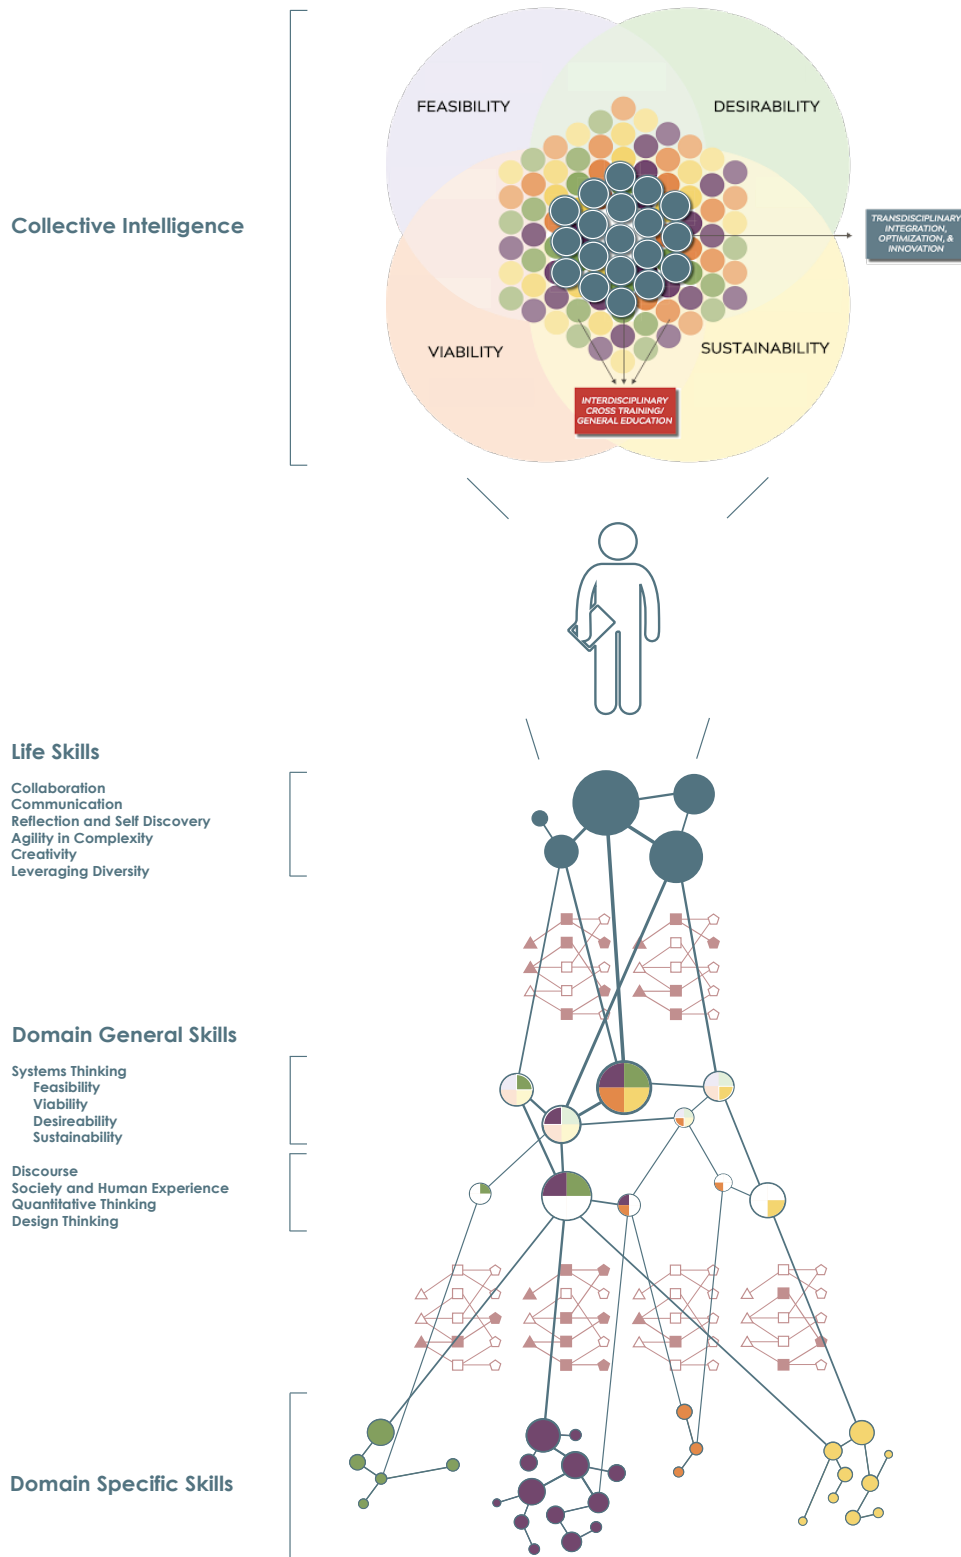 FEASIBILITY
DESIRABILITY
Collective Intelligence
TRANSDISCIPLINARY
INTEGRATION,
OPTIMIZATION, &
INNOVATION
VIABILITY
SUSTAINABILITY
INTERDISCIPLINARY
CROSS TRAINING/
GENERAL EDUCATION
Life Skills
Collaboration
Communication
Reflection and Self Discovery
Agility in Complexity
Creativity
Leveraging Diversity
Domain General Skills
Systems Thinking
Feasibility
Viability
Desireability
Sustainability
Discourse
Society and Human Experience
Quantitative Thinking
Design Thinking
Domain Specific Skills